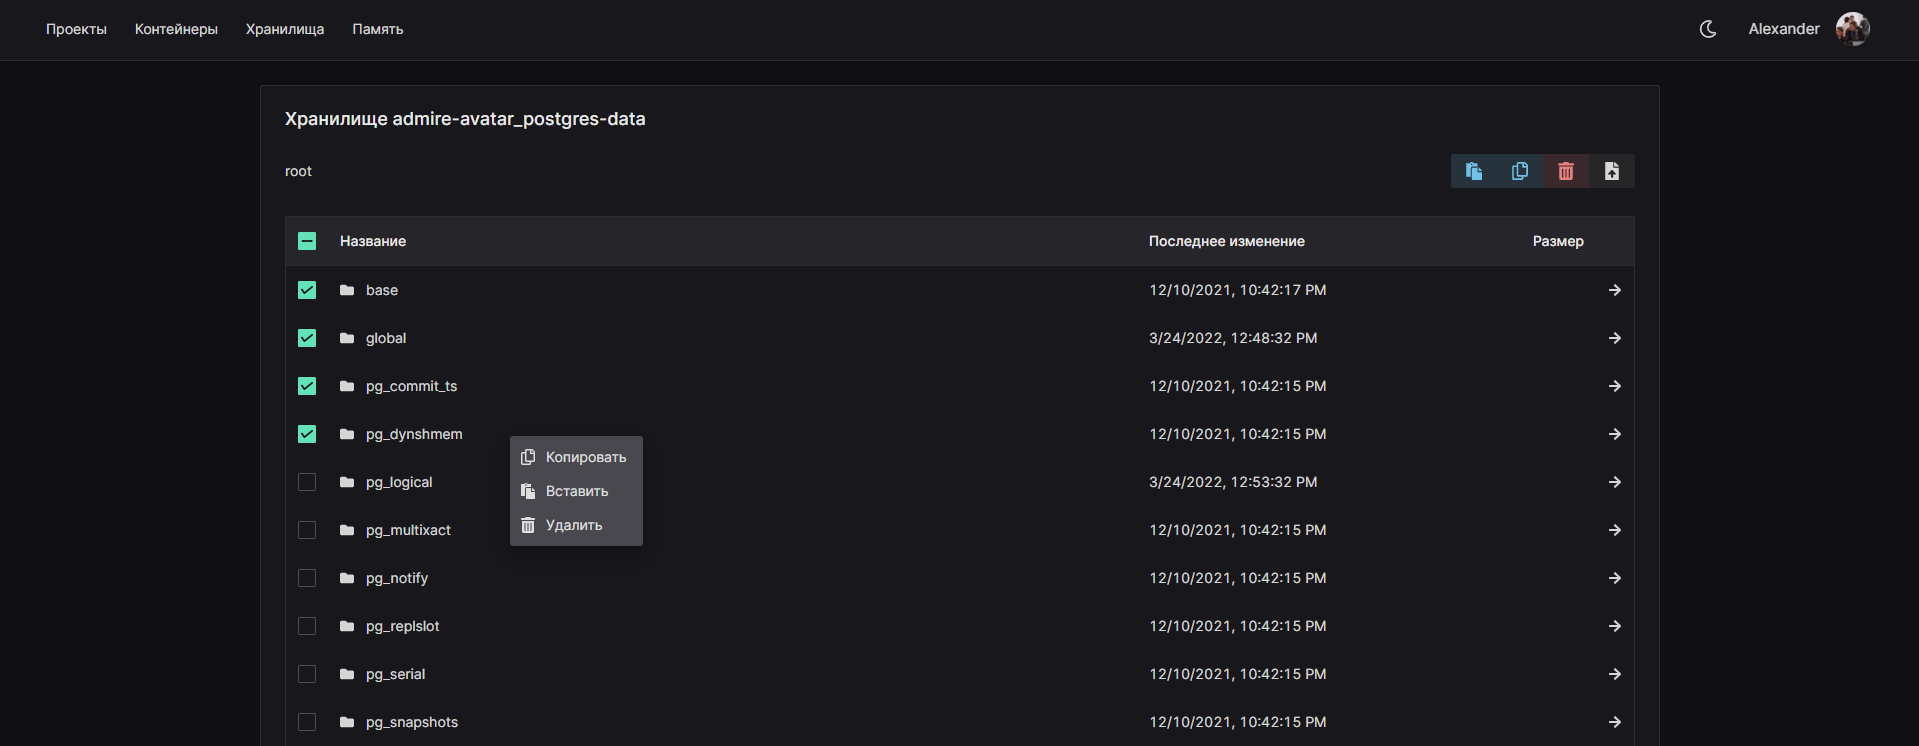 Проекты Контейнеры Хранилища Память Alexander
Хранилище admire-avatar_postgres-data
root
Название Последнее изменение Размер
base 12/10/2021, 10:42:17 PM
global 3/24/2022, 12:48:32 PM
pg_commit_ts 12/10/2021, 10:42:15 PM
pg_dynshmem 12/10/2021, 10:42:15 PM
Копировать
pg_logical 3/24/2022, 12:53:32 PM
Вставить
Удалить
pg_multixact 12/10/2021, 10:42:15 PM
pg_notify 12/10/2021, 10:42:15 PM
pg_replslot 12/10/2021, 10:42:15 PM
pg_serial 12/10/2021, 10:42:15 PM
pg_snapshots 12/10/2021, 10:42:15 PM